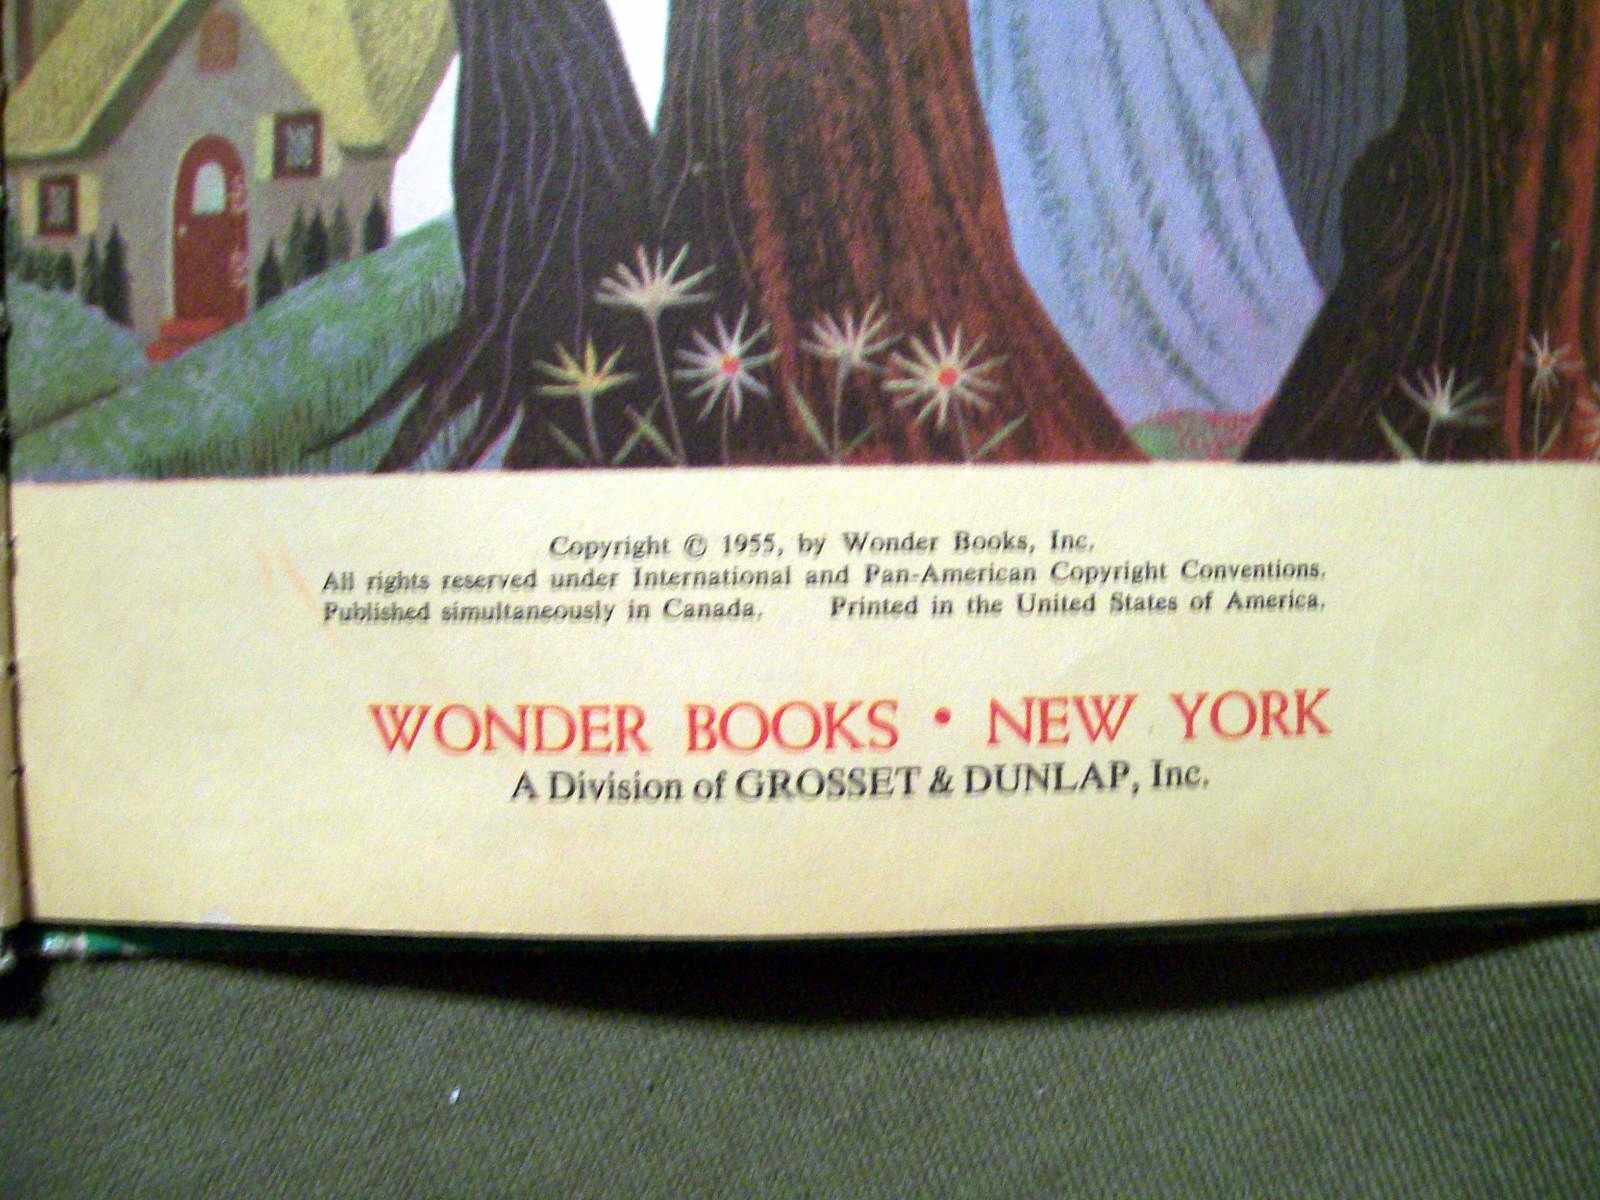 Copyright © 1955, by Wonder Books, Inc.
All rights reserved under International and Pan-American Copyright Conventions.
Published simultaneously in Canada. Printed in the United States of America.
WONDER BOOKS • NEW YORK
A Division of GROSSET & DUNLAP, Inc.